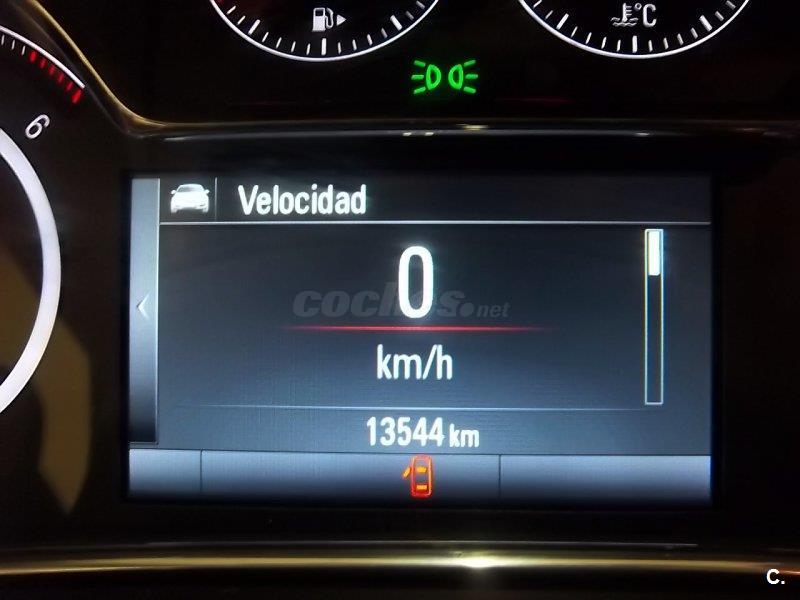 °C
6
Velocidad
0
coches.net
km/h
13544 km
C.